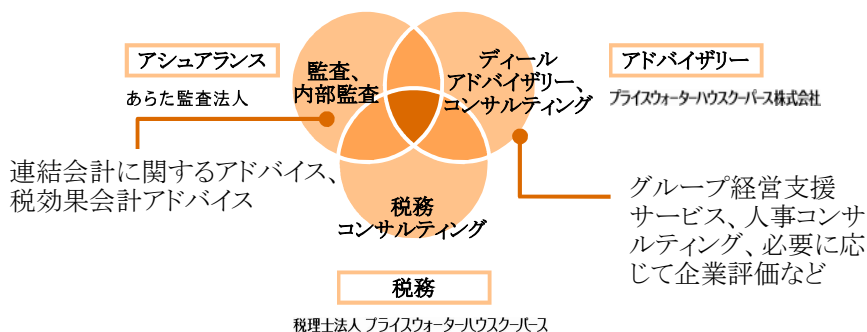 アシュアランス
あらた監査法人
監査、
内部監査
ディール
アドバイザリー、
コンサルティング
アドバイザリー
プライスウォーターハウスクーパース株式会社
連結会計に関するアドバイス、
税効果会計アドバイス
税務
コンサルティング
グループ経営支援
サービス、人事コンサ
ルティング、必要に応
じて企業評価など
税務
税理士法人 プライスウォーターハウスクーパース